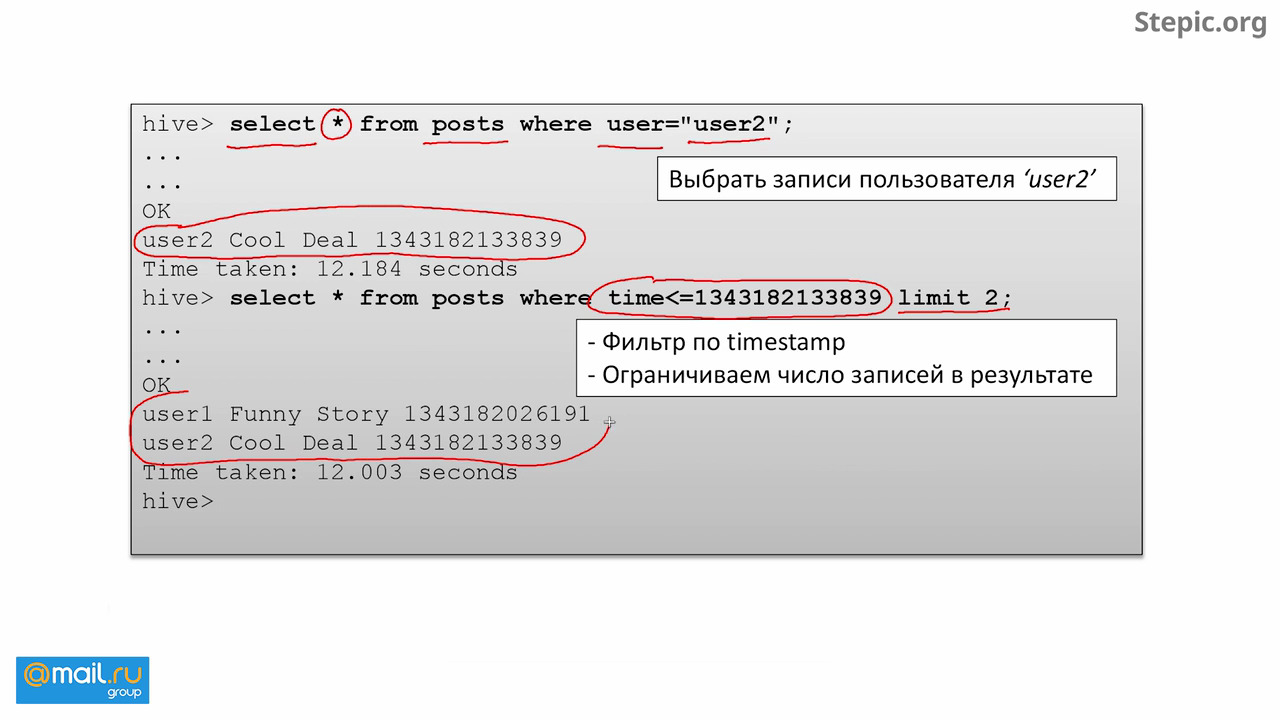 Stepic.org
hive> select * from posts where user="user2";
...
Выбрать записи пользователя ‘user2’
...
OK
user2 Cool Deal 1343182133839
Time taken: 12.184 seconds
hive> select * from posts where time<=1343182133839 limit 2;
...
- Фильтр по timestamp
...
- Ограничиваем число записей в результате
OK
user1 Funny Story 1343182026191
user2 Cool Deal 1343182133839
Time taken: 12.003 seconds
hive>
@mail.ru
group